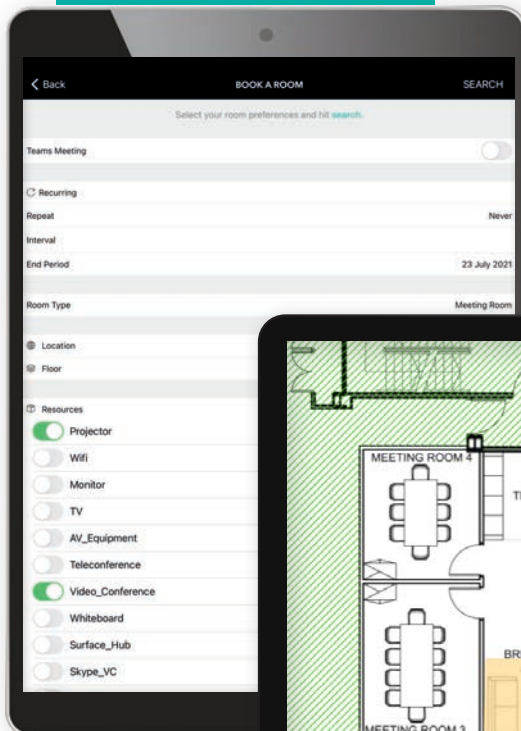 Back
BOOK A ROOM
SEARCH
Select your room preferences and hit search.
Teams Meeting
Recurring
Repeat Never
Interval
End Period 23 July 2021
Room Type Meeting Room
Location
Floor
Resources
Projector
Wifi
Monitor
TV
AV_Equipment
Teleconference
Video_Conference
Whiteboard
Surface_Hub
Skype_VC
MEETING ROOM 4
MEETING ROOM 3